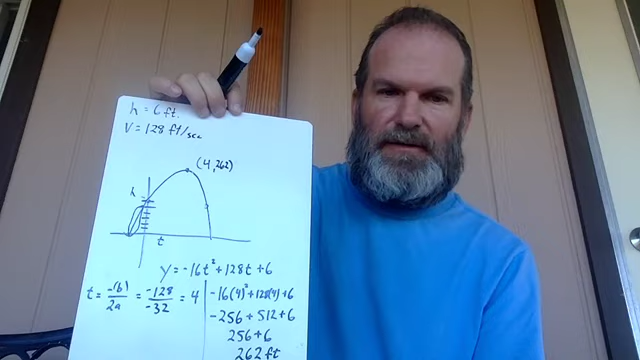 h = 6 ft.
V = 128 ft/sec
(4, 262)
h
t
y = -16t² + 128t + 6
t = -(b)/2a = -128/-32 = 4
-16(4)² + 128(4) + 6
-256 + 512 + 6
256 + 6
262 ft